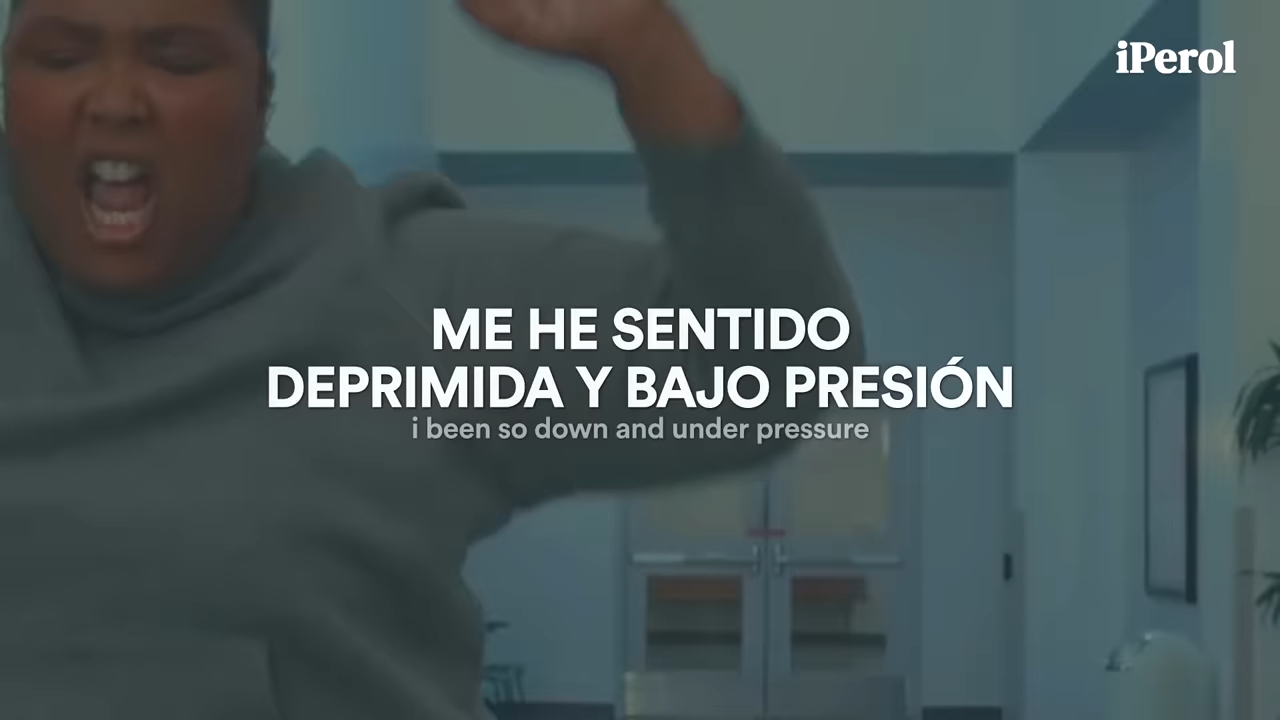 iPerol
ME HE SENTIDO
DEPRIMIDA Y BAJO PRESIÓN
i been so down and under pressure